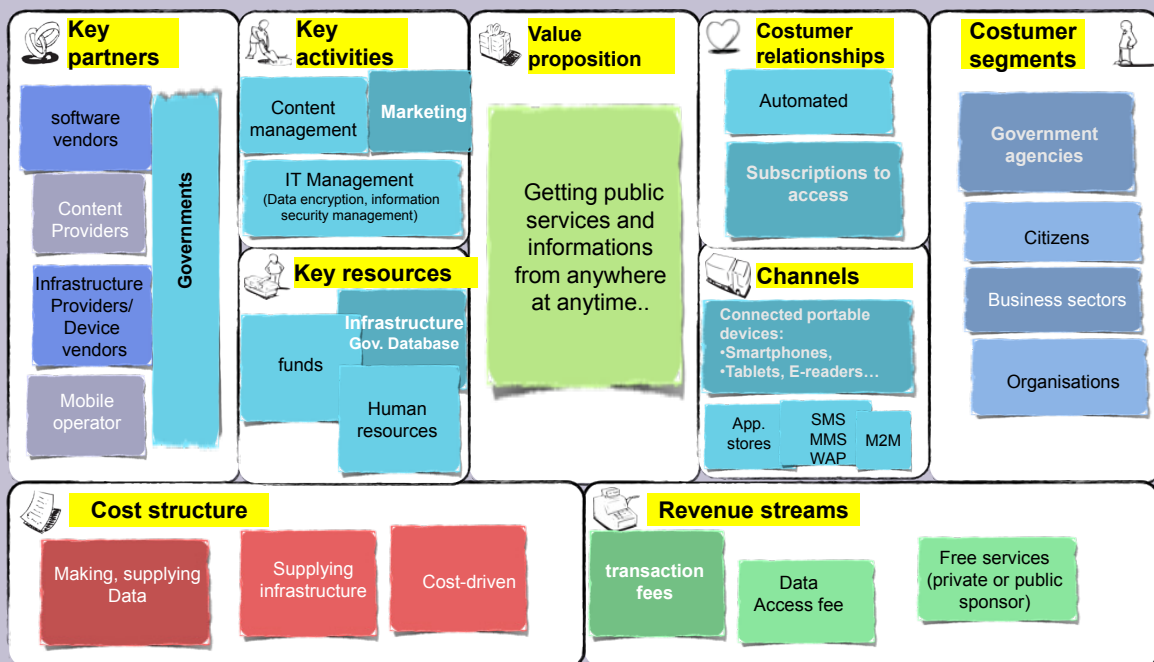 Key
partners
software
vendors
Content
Providers
Infrastructure
Providers/
Device
vendors
Mobile
operator
Governments
Key
activities
Content
management
Marketing
IT Management
(Data encryption, information
security management)
Key resources
funds
Infrastructure
Gov. Database
Human
resources
Value
proposition
Getting public
services and
informations
from anywhere
at anytime..
Costumer
relationships
Automated
Subscriptions to
access
Channels
Connected portable
devices:
•Smartphones,
•Tablets, E-readers…
App.
stores
SMS
MMS
WAP
M2M
Costumer
segments
Government
agencies
Citizens
Business sectors
Organisations
Cost structure
Making, supplying
Data
Supplying
infrastructure
Cost-driven
Revenue streams
transaction
fees
Data
Access fee
Free services
(private or public
sponsor)